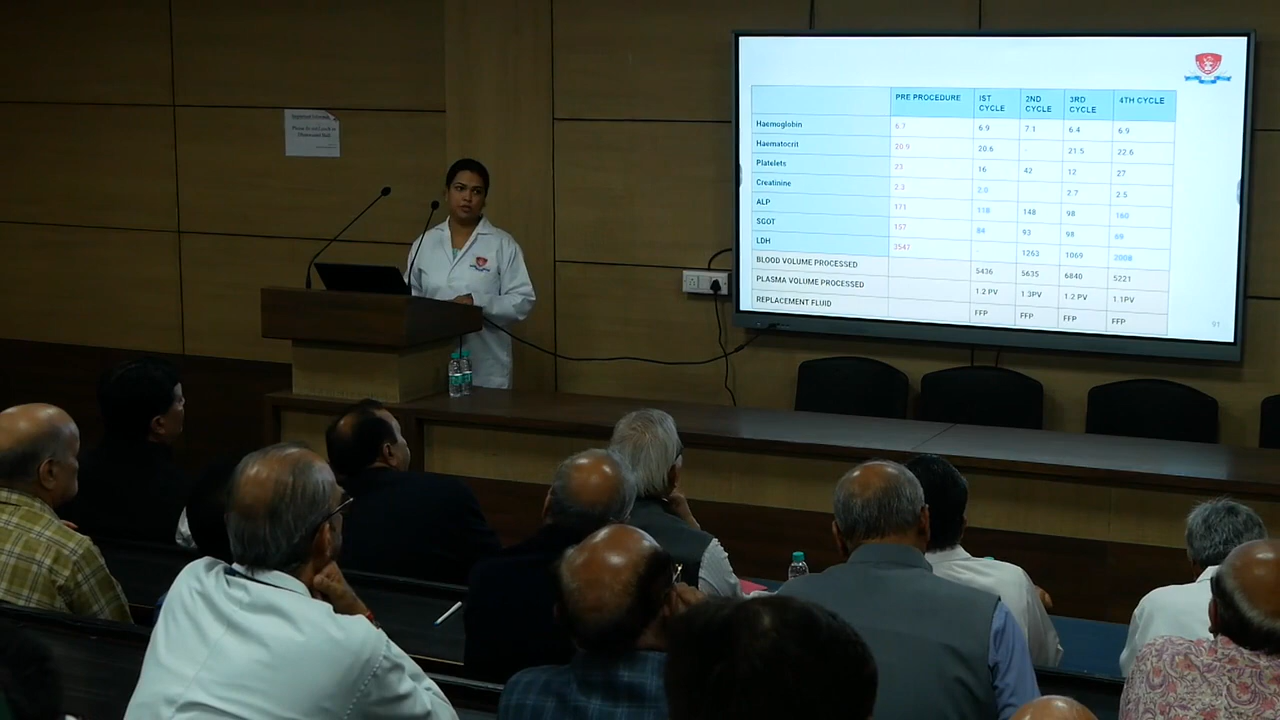 PRE PROCEDURE IST CYCLE 2ND CYCLE 3RD CYCLE 4TH CYCLE
Haemoglobin 6.7 6.9 7.1 6.4 6.9
Haematocrit 20.9 20.6 - 21.5 22.6
Platelets 23 16 42 12 27
Creatinine 2.3 2.0 2.7 2.5
ALP 171 118 148 98 160
SGOT 157 84 93 98 69
LDH 3547 - 1263 1069 2008
BLOOD VOLUME PROCESSED 5436 5635 6840 5221
PLASMA VOLUME PROCESSED 1.2 PV 1.3PV 1.2 PV 1.1PV
REPLACEMENT FLUID FFP FFP FFP FFP
91